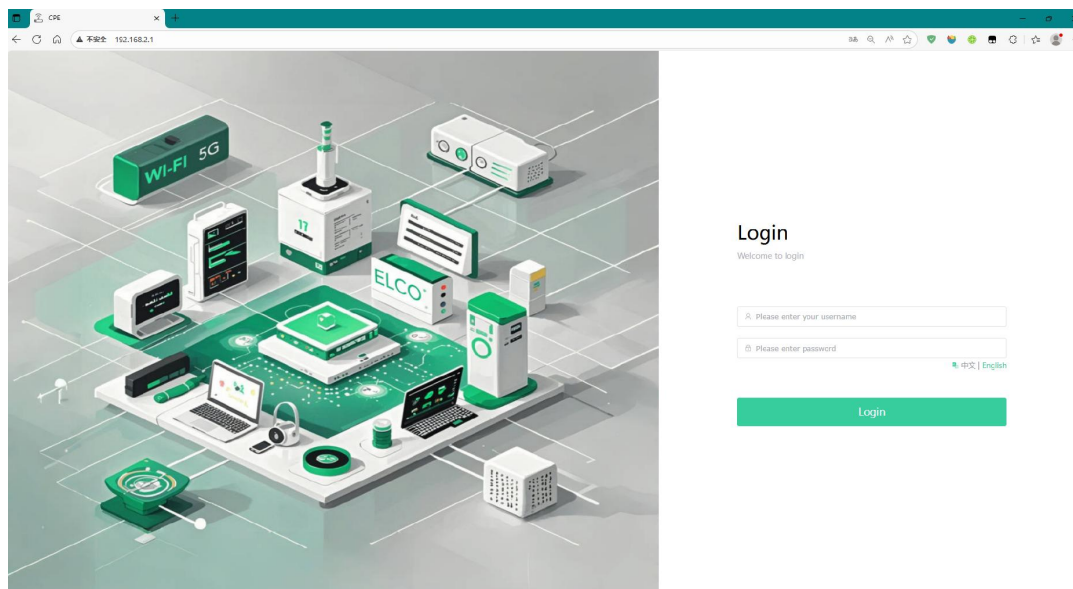 CPE
不安全 192.168.2.1
WI-FI 5G
17
ELCO
Login
Welcome to login
Please enter your username
Please enter password
中文 | English
Login